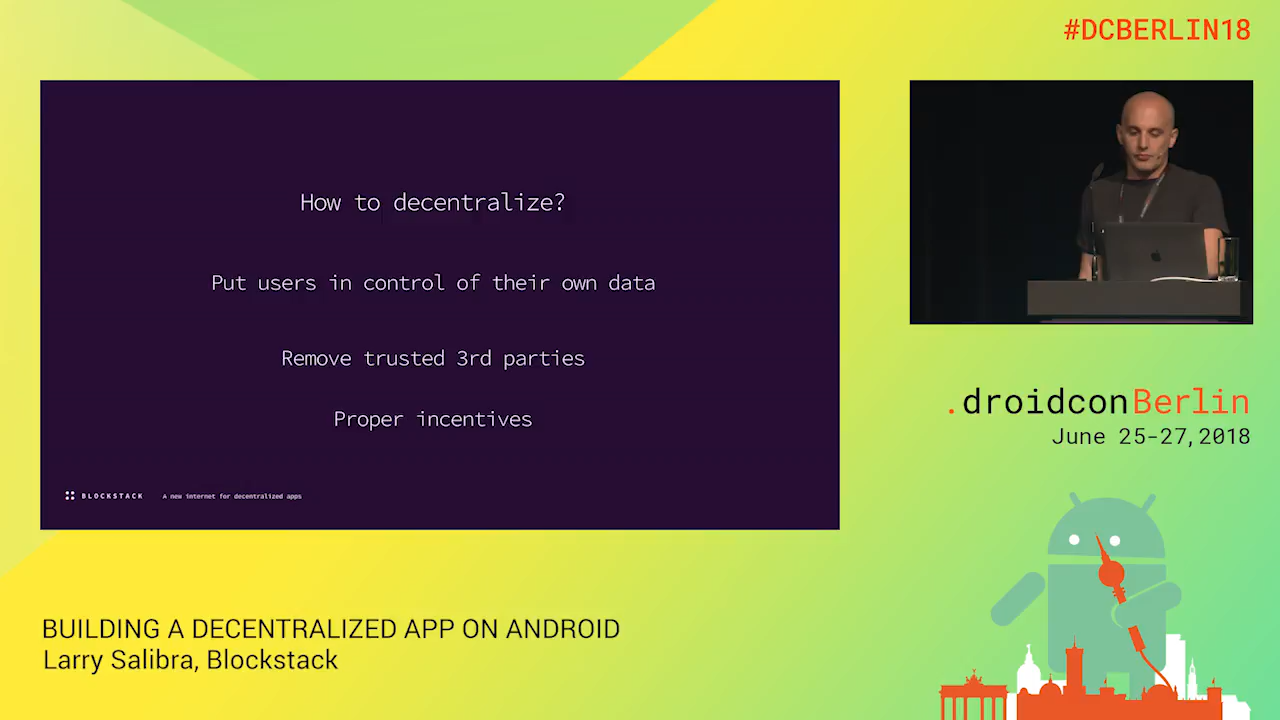 #DCBERLIN18
How to decentralize?
Put users in control of their own data
Remove trusted 3rd parties
Proper incentives
BLOCKSTACK A new internet for decentralized apps
.droidconBerlin
June 25-27,2018
BUILDING A DECENTRALIZED APP ON ANDROID
Larry Salibra, Blockstack